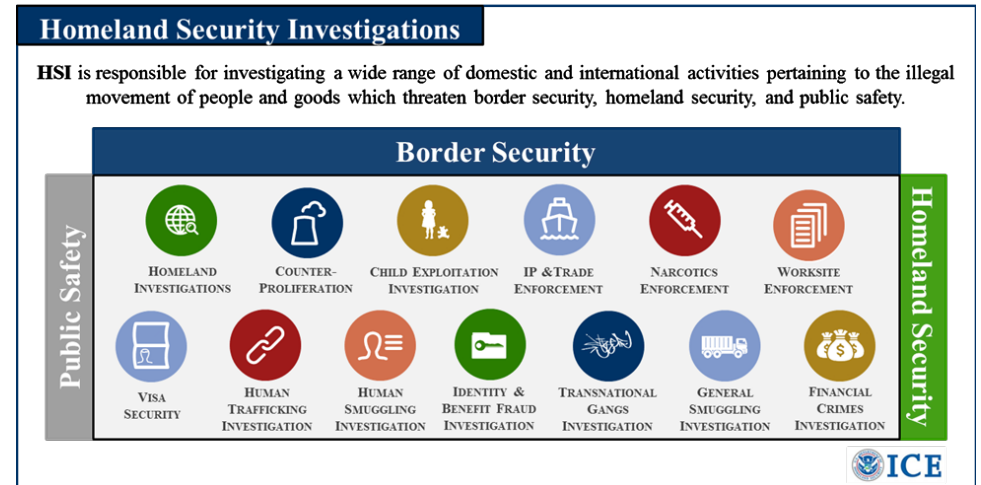 Homeland Security Investigations
HSI is responsible for investigating a wide range of domestic and international activities pertaining to the illegal
movement of people and goods which threaten border security, homeland security, and public safety.
Border Security
Public Safety
Homeland Security
HOMELAND
INVESTIGATIONS
COUNTER-
PROLIFERATION
CHILD EXPLOITATION
INVESTIGATION
IP &TRADE
ENFORCEMENT
NARCOTICS
ENFORCEMENT
WORKSITE
ENFORCEMENT
VISA
SECURITY
HUMAN
TRAFFICKING
INVESTIGATION
HUMAN
SMUGGLING
INVESTIGATION
IDENTITY &
BENEFIT FRAUD
INVESTIGATION
TRANSNATIONAL
GANGS
INVESTIGATION
GENERAL
SMUGGLING
INVESTIGATION
FINANCIAL
CRIMES
INVESTIGATION
ICE